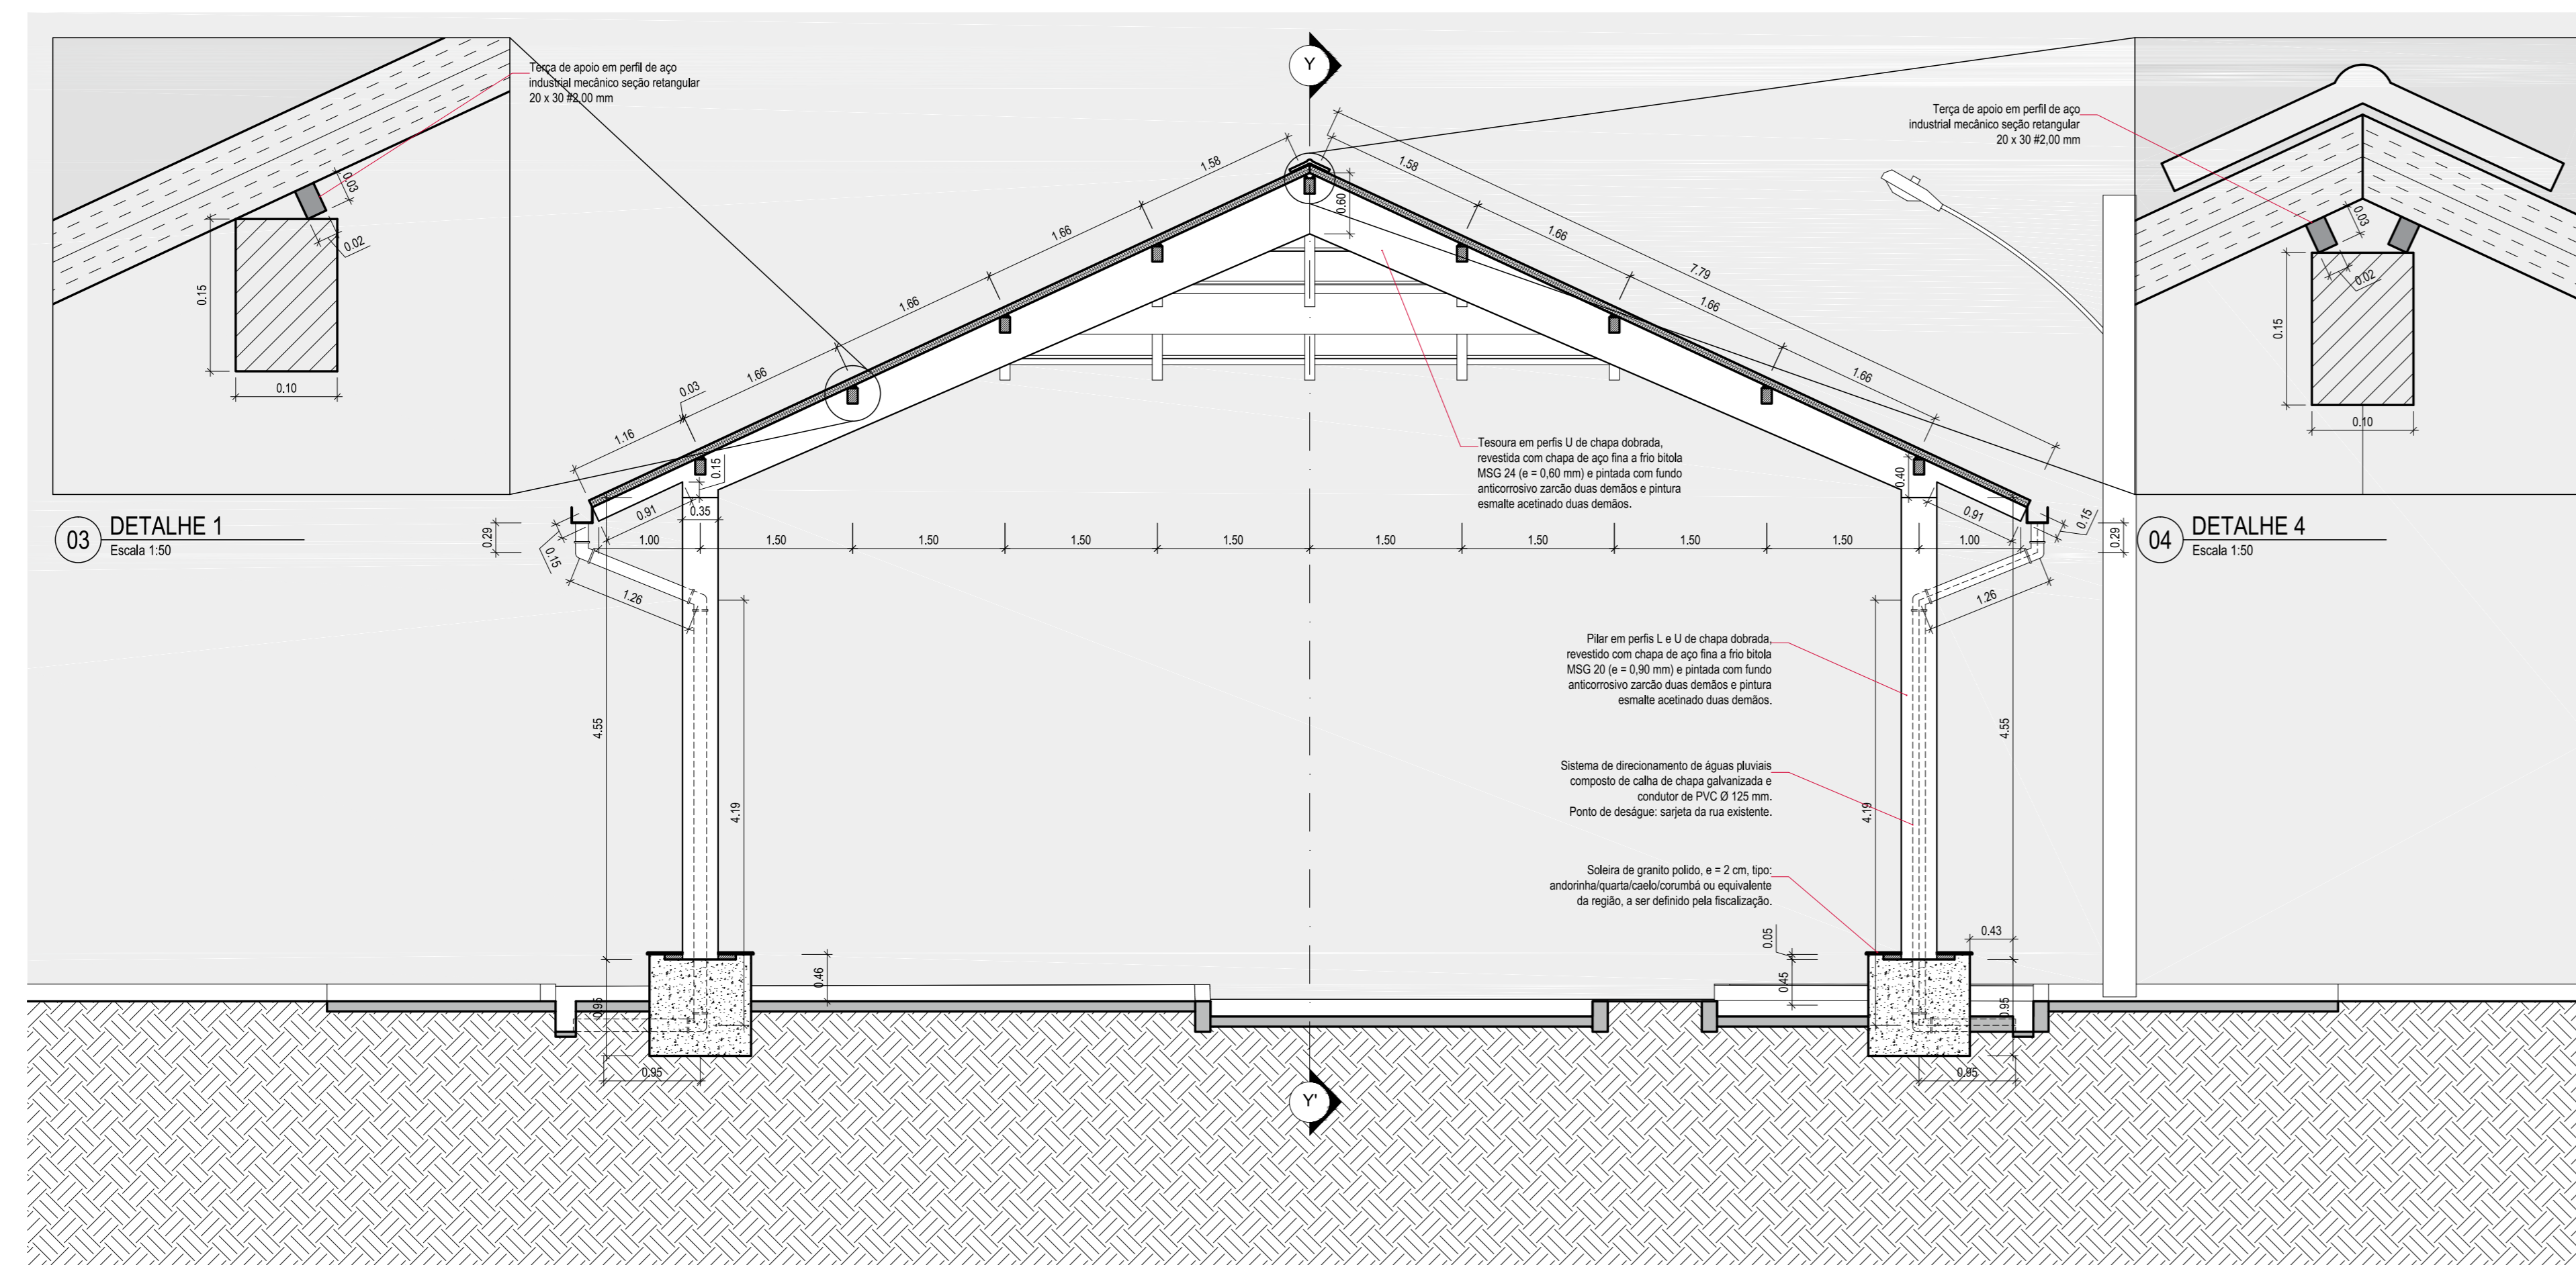 Terça de apoio em perfil de aço
industrial mecânico seção retangular
20 x 30 #2,00 mm
0.03
0.02
0.15
0.10
03
DETALHE 1
Escala 1:50
Y
Terça de apoio em perfil de aço
industrial mecânico seção retangular
20 x 30 #2,00 mm
0.03
0.02
0.15
0.10
04
DETALHE 4
Escala 1:50
1.58
1.58
0.60
1.66
1.66
7.79
1.66
1.66
1.66
1.66
0.03
1.16
0.15
0.40
Tesoura em perfis U de chapa dobrada,
revestida com chapa de aço fina a frio bitola
MSG 24 (e = 0,60 mm) e pintada com fundo
anticorrosivo zarcão duas demãos e pintura
esmalte acetinado duas demãos.
0.91
0.35
0.91
0.15
0.29
0.29
0.15
1.00
1.50
1.50
1.50
1.50
1.50
1.50
1.50
1.50
1.00
1.26
1.26
Pilar em perfis L e U de chapa dobrada,
revestido com chapa de aço fina a frio bitola
MSG 20 (e = 0,90 mm) e pintada com fundo
anticorrosivo zarcão duas demãos e pintura
esmalte acetinado duas demãos.
4.55
4.55
Sistema de direcionamento de águas pluviais
composto de calha de chapa galvanizada e
condutor de PVC Ø 125 mm.
Ponto de deságue: sarjeta da rua existente.
4.19
4.19
Soleira de granito polido, e = 2 cm, tipo:
andorinha/quarta/caelo/corumbá ou equivalente
da região, a ser definido pela fiscalização.
0.05
0.43
0.46
0.45
0.95
0.95
0.95
0.95
Y'